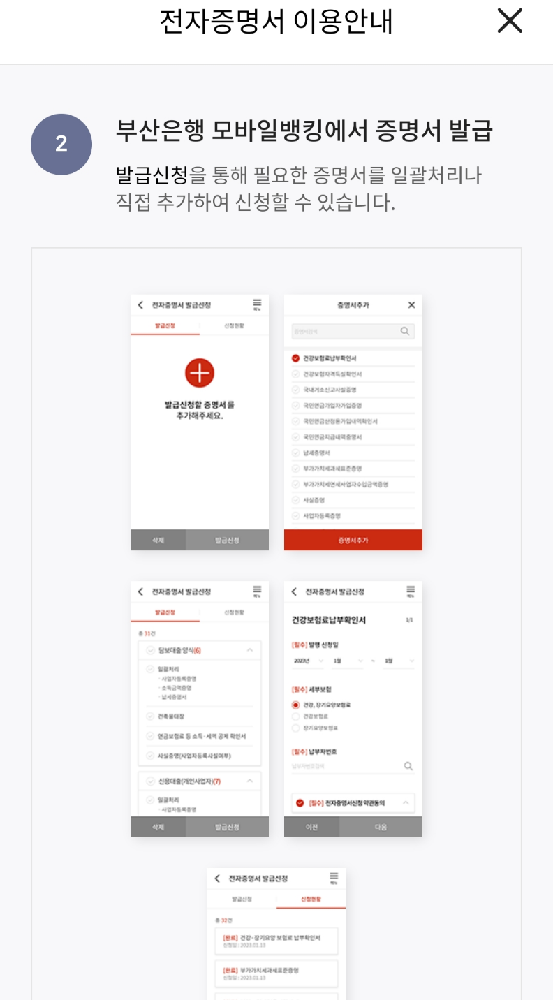 전자증명서 이용안내
2
부산은행 모바일뱅킹에서 증명서 발급
발급신청을 통해 필요한 증명서를 일괄처리나
직접 추가하여 신청할 수 있습니다.
전자증명서 발급신청
메뉴
발급신청 신청현황
발급신청할 증명서를
추가해주세요.
삭제 발급신청
증명서추가
증명서검색
건강보험료납부확인서
건강보험자격득실확인서
국내거소신고사실증명
국민연금가입자가입증명
국민연금산정용가입내역확인서
국민연금지급내역증명서
납세증명서
부가가치세과세표준증명
부가가치세면세사업자수입금액증명
사실증명
사업자등록증명
증명서추가
전자증명서 발급신청
메뉴
발급신청 신청현황
총 31건
담보대출양식(6)
일괄처리
· 사업자등록증명
· 소득금액증명
· 납세증명서
건축물대장
연금보험료 등 소득·세액 공제 확인서
사실증명(사업자등록사실여부)
신용대출(개인사업자)(7)
일괄처리
· 사업자등록증명
삭제 발급신청
전자증명서 발급신청
메뉴
건강보험료납부확인서 1/1
[필수] 발행 신청일
2023년 1월 ~ 1월
[필수] 세부보험
건강, 장기요양보험료
건강보험료
장기요양보험료
[필수] 납부자번호
납부자번호검색
[필수] 전자증명서신청 약관동의
이전 다음
전자증명서 발급신청
메뉴
발급신청 신청현황
총 32건
[완료] 건강·장기요양 보험료 납부확인서
신청일 : 2023.01.13
[완료] 부가가치세과세표준증명
신청일 : 2023.01.13